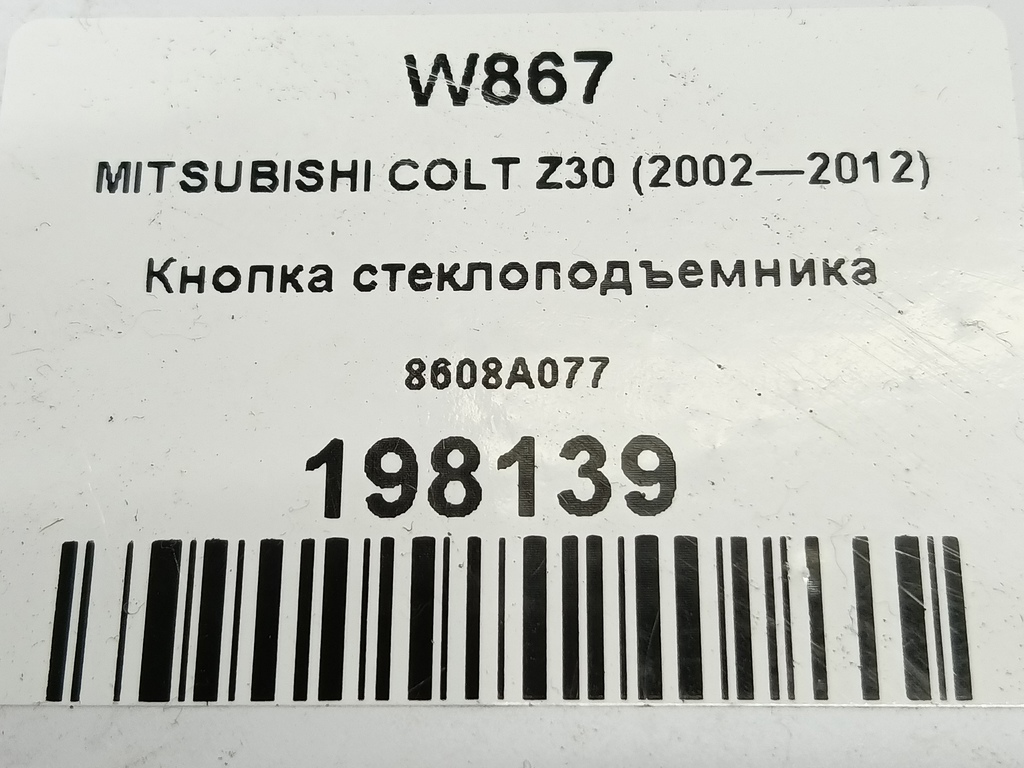 W867
MITSUBISHI COLT Z30 (2002—2012)
Кнопка стеклоподъемника
8608A077
198139